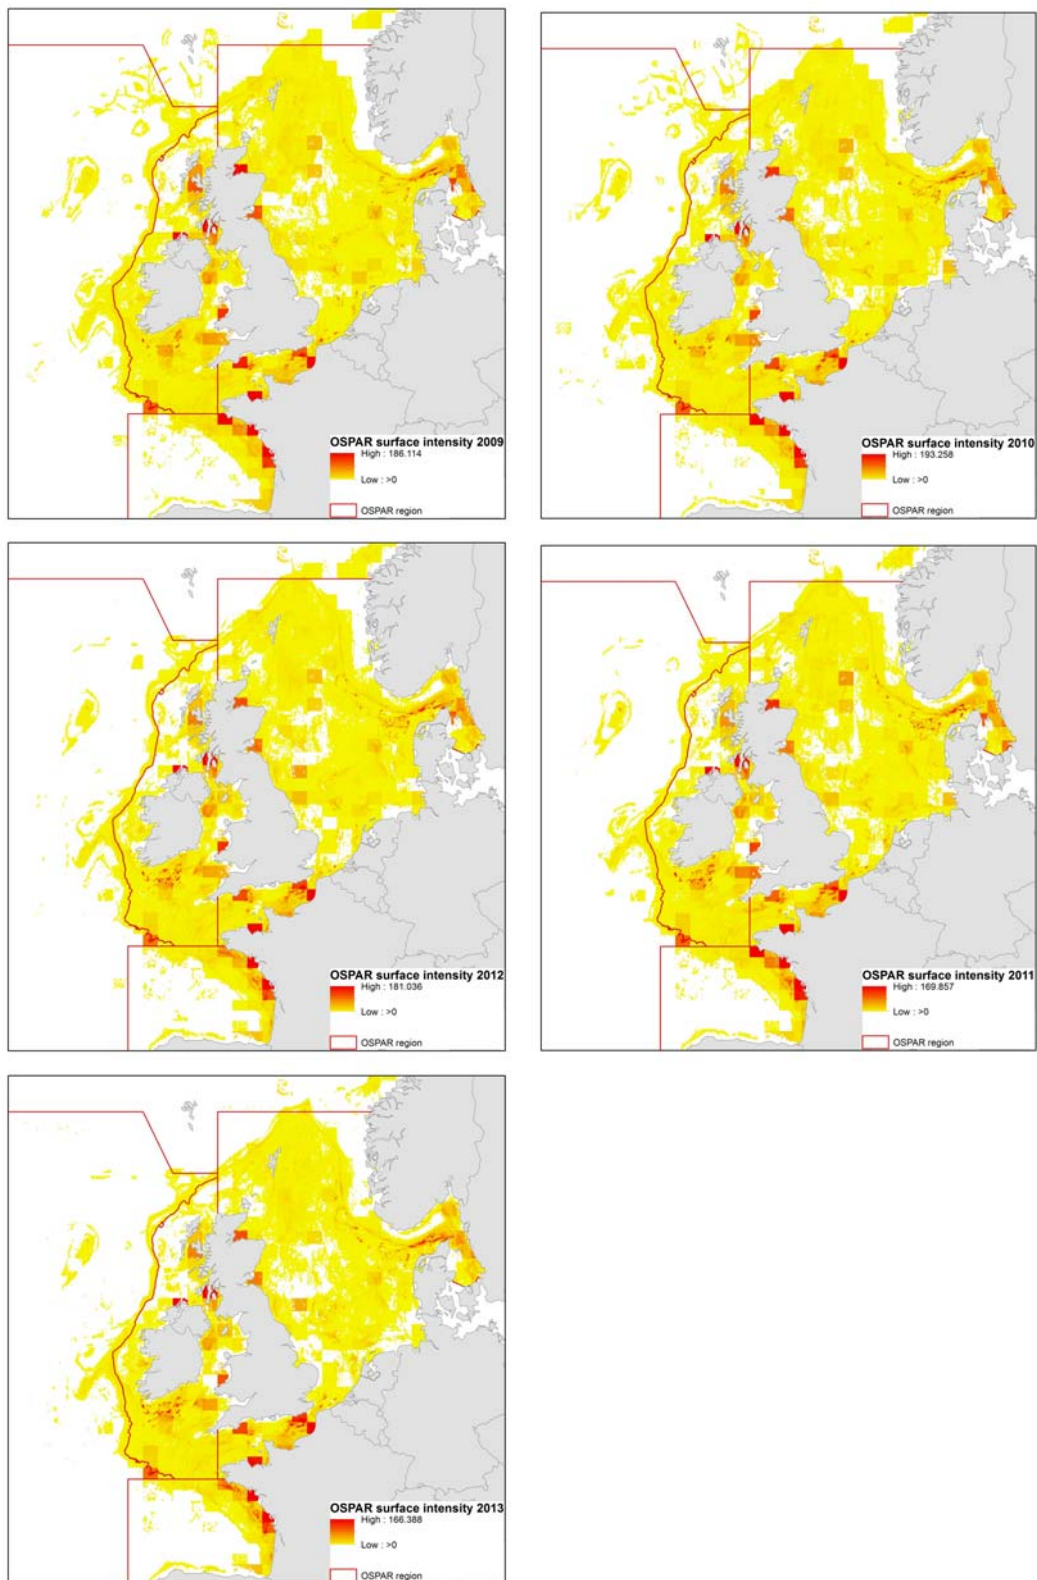 OSPAR surface intensity 2009
High : 186.114
Low : >0
OSPAR region
OSPAR surface intensity 2010
High : 193.258
Low : >0
OSPAR region
OSPAR surface intensity 2012
High : 181.036
Low : >0
OSPAR region
OSPAR surface intensity 2011
High : 169.857
Low : >0
OSPAR region
OSPAR surface intensity 2013
High : 166.388
Low : >0
OSPAR region